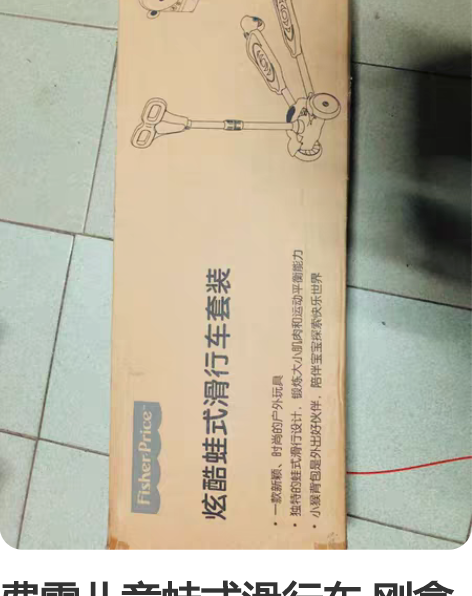 Fisher-Price
炫酷蛙式滑行车套装
• 一款新颖、时尚的户外玩具
• 独特的蛙式滑行设计，锻炼大小肌肉和运动平衡能力
• 小猴背包是外出好伙伴，陪伴宝宝探索快乐世界
费雪儿童蛙式滑行车 刚拿